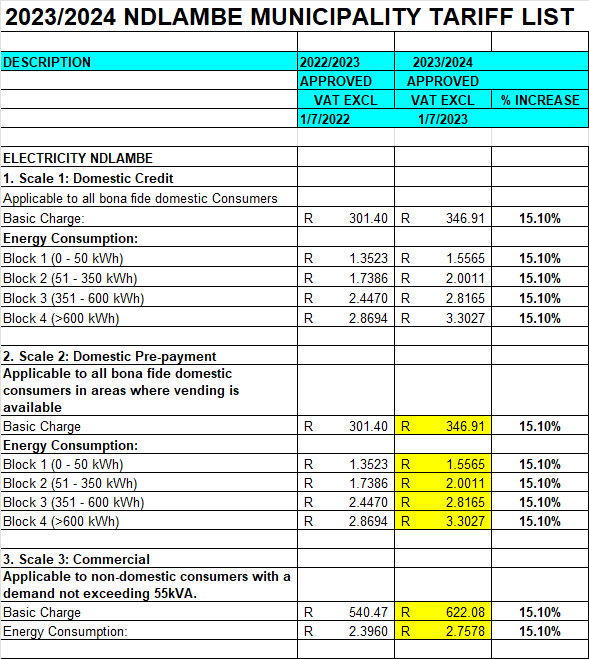 2023/2024 NDLAMBE MUNICIPALITY TARIFF LIST
DESCRIPTION 2022/2023 2023/2024
APPROVED APPROVED
VAT EXCL VAT EXCL % INCREASE
1/7/2022 1/7/2023
ELECTRICITY NDLAMBE
1. Scale 1: Domestic Credit
Applicable to all bona fide domestic Consumers
Basic Charge: R 301.40 R 346.91 15.10%
Energy Consumption:
Block 1 (0 - 50 kWh) R 1.3523 R 1.5565 15.10%
Block 2 (51 - 350 kWh) R 1.7386 R 2.0011 15.10%
Block 3 (351 - 600 kWh) R 2.4470 R 2.8165 15.10%
Block 4 (>600 kWh) R 2.8694 R 3.3027 15.10%
2. Scale 2: Domestic Pre-payment
Applicable to all bona fide domestic
consumers in areas where vending is
available
Basic Charge R 301.40 R 346.91 15.10%
Energy Consumption:
Block 1 (0 - 50 kWh) R 1.3523 R 1.5565 15.10%
Block 2 (51 - 350 kWh) R 1.7386 R 2.0011 15.10%
Block 3 (351 - 600 kWh) R 2.4470 R 2.8165 15.10%
Block 4 (>600 kWh) R 2.8694 R 3.3027 15.10%
3. Scale 3: Commercial
Applicable to non-domestic consumers with a
demand not exceeding 55kVA.
Basic Charge R 540.47 R 622.08 15.10%
Energy Consumption: R 2.3960 R 2.7578 15.10%